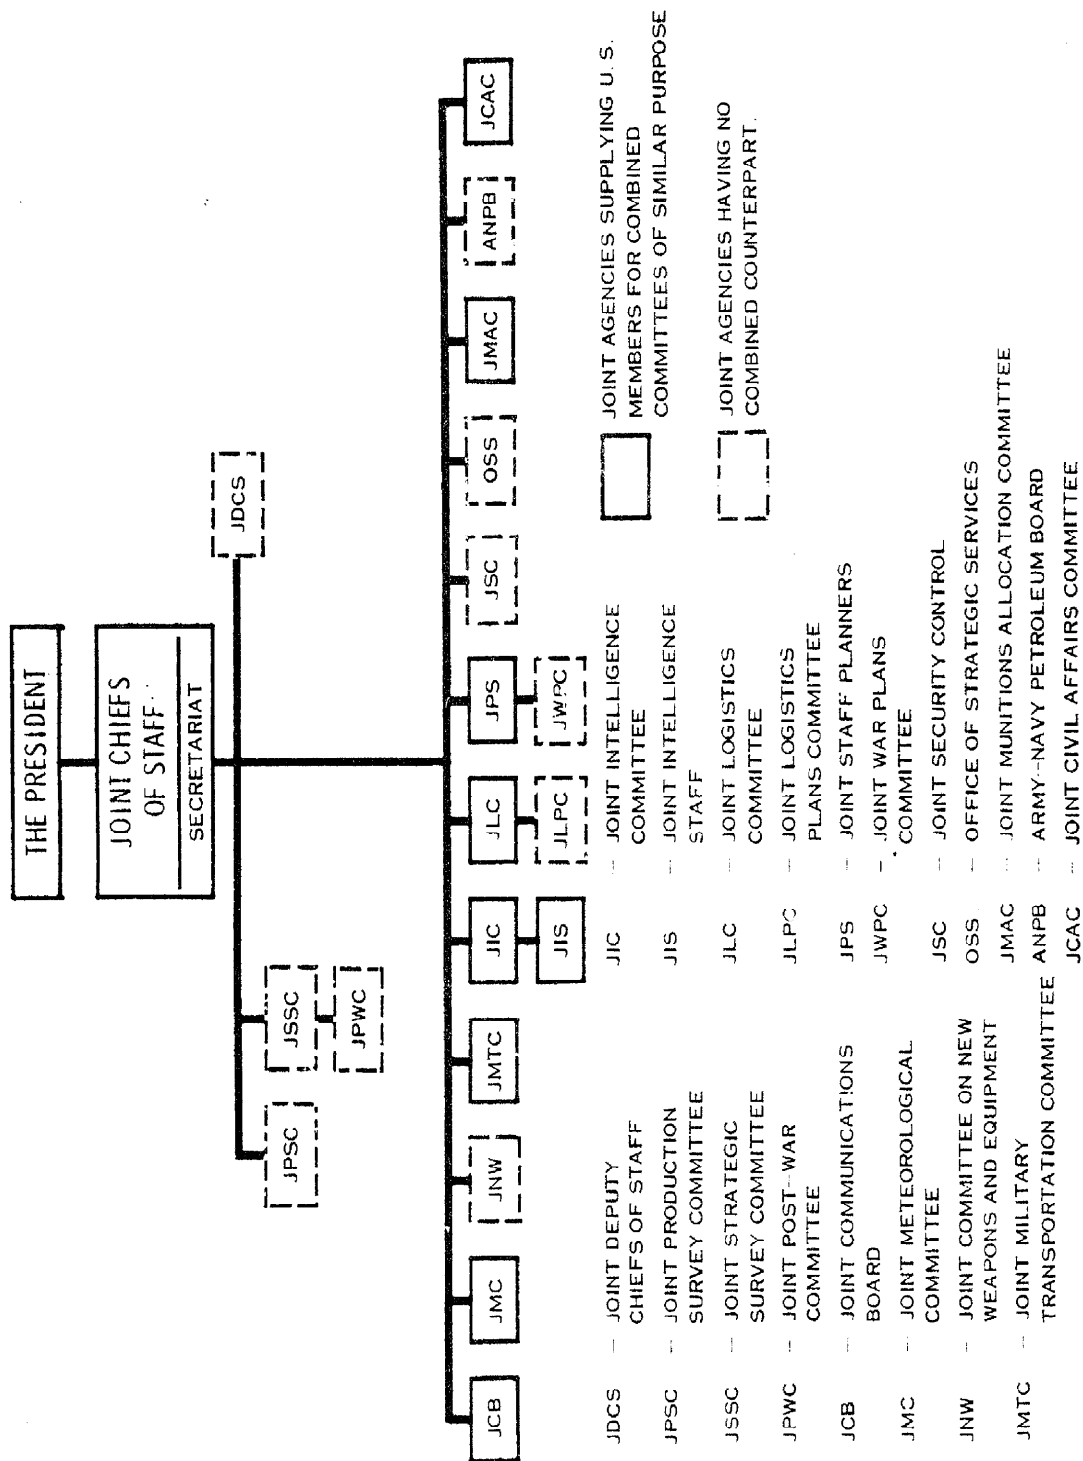 THE PRESIDENT
JOINT CHIEFS
OF STAFF
SECRETARIAT
JDCS
JPSC
JSSC
JPWC
JCB
JMC
JNW
JMTC
JIC
JLC
JPS
JSC
OSS
JMAC
ANPB
JCAC
JIS
JLPC
JWPC
JDCS - JOINT DEPUTY
CHIEFS OF STAFF
JPSC - JOINT PRODUCTION
SURVEY COMMITTEE
JSSC - JOINT STRATEGIC
SURVEY COMMITTEE
JPWC - JOINT POST-WAR
COMMITTEE
JCB - JOINT COMMUNICATIONS
BOARD
JMC - JOINT METEOROLOGICAL
COMMITTEE
JNW - JOINT COMMITTEE ON NEW
WEAPONS AND EQUIPMENT
JMTC - JOINT MILITARY
TRANSPORTATION COMMITTEE
JIC - JOINT INTELLIGENCE
COMMITTEE
JIS - JOINT INTELLIGENCE
STAFF
JLC - JOINT LOGISTICS
COMMITTEE
JLPC - JOINT LOGISTICS
PLANS COMMITTEE
JPS - JOINT STAFF PLANNERS
JWPC - JOINT WAR PLANS
COMMITTEE
JSC - JOINT SECURITY CONTROL
OSS - OFFICE OF STRATEGIC SERVICES
JMAC - JOINT MUNITIONS ALLOCATION COMMITTEE
ANPB - ARMY-NAVY PETROLEUM BOARD
JCAC - JOINT CIVIL AFFAIRS COMMITTEE
JOINT AGENCIES SUPPLYING U.S.
MEMBERS FOR COMBINED
COMMITTEES OF SIMILAR PURPOSE
JOINT AGENCIES HAVING NO
COMBINED COUNTERPART.